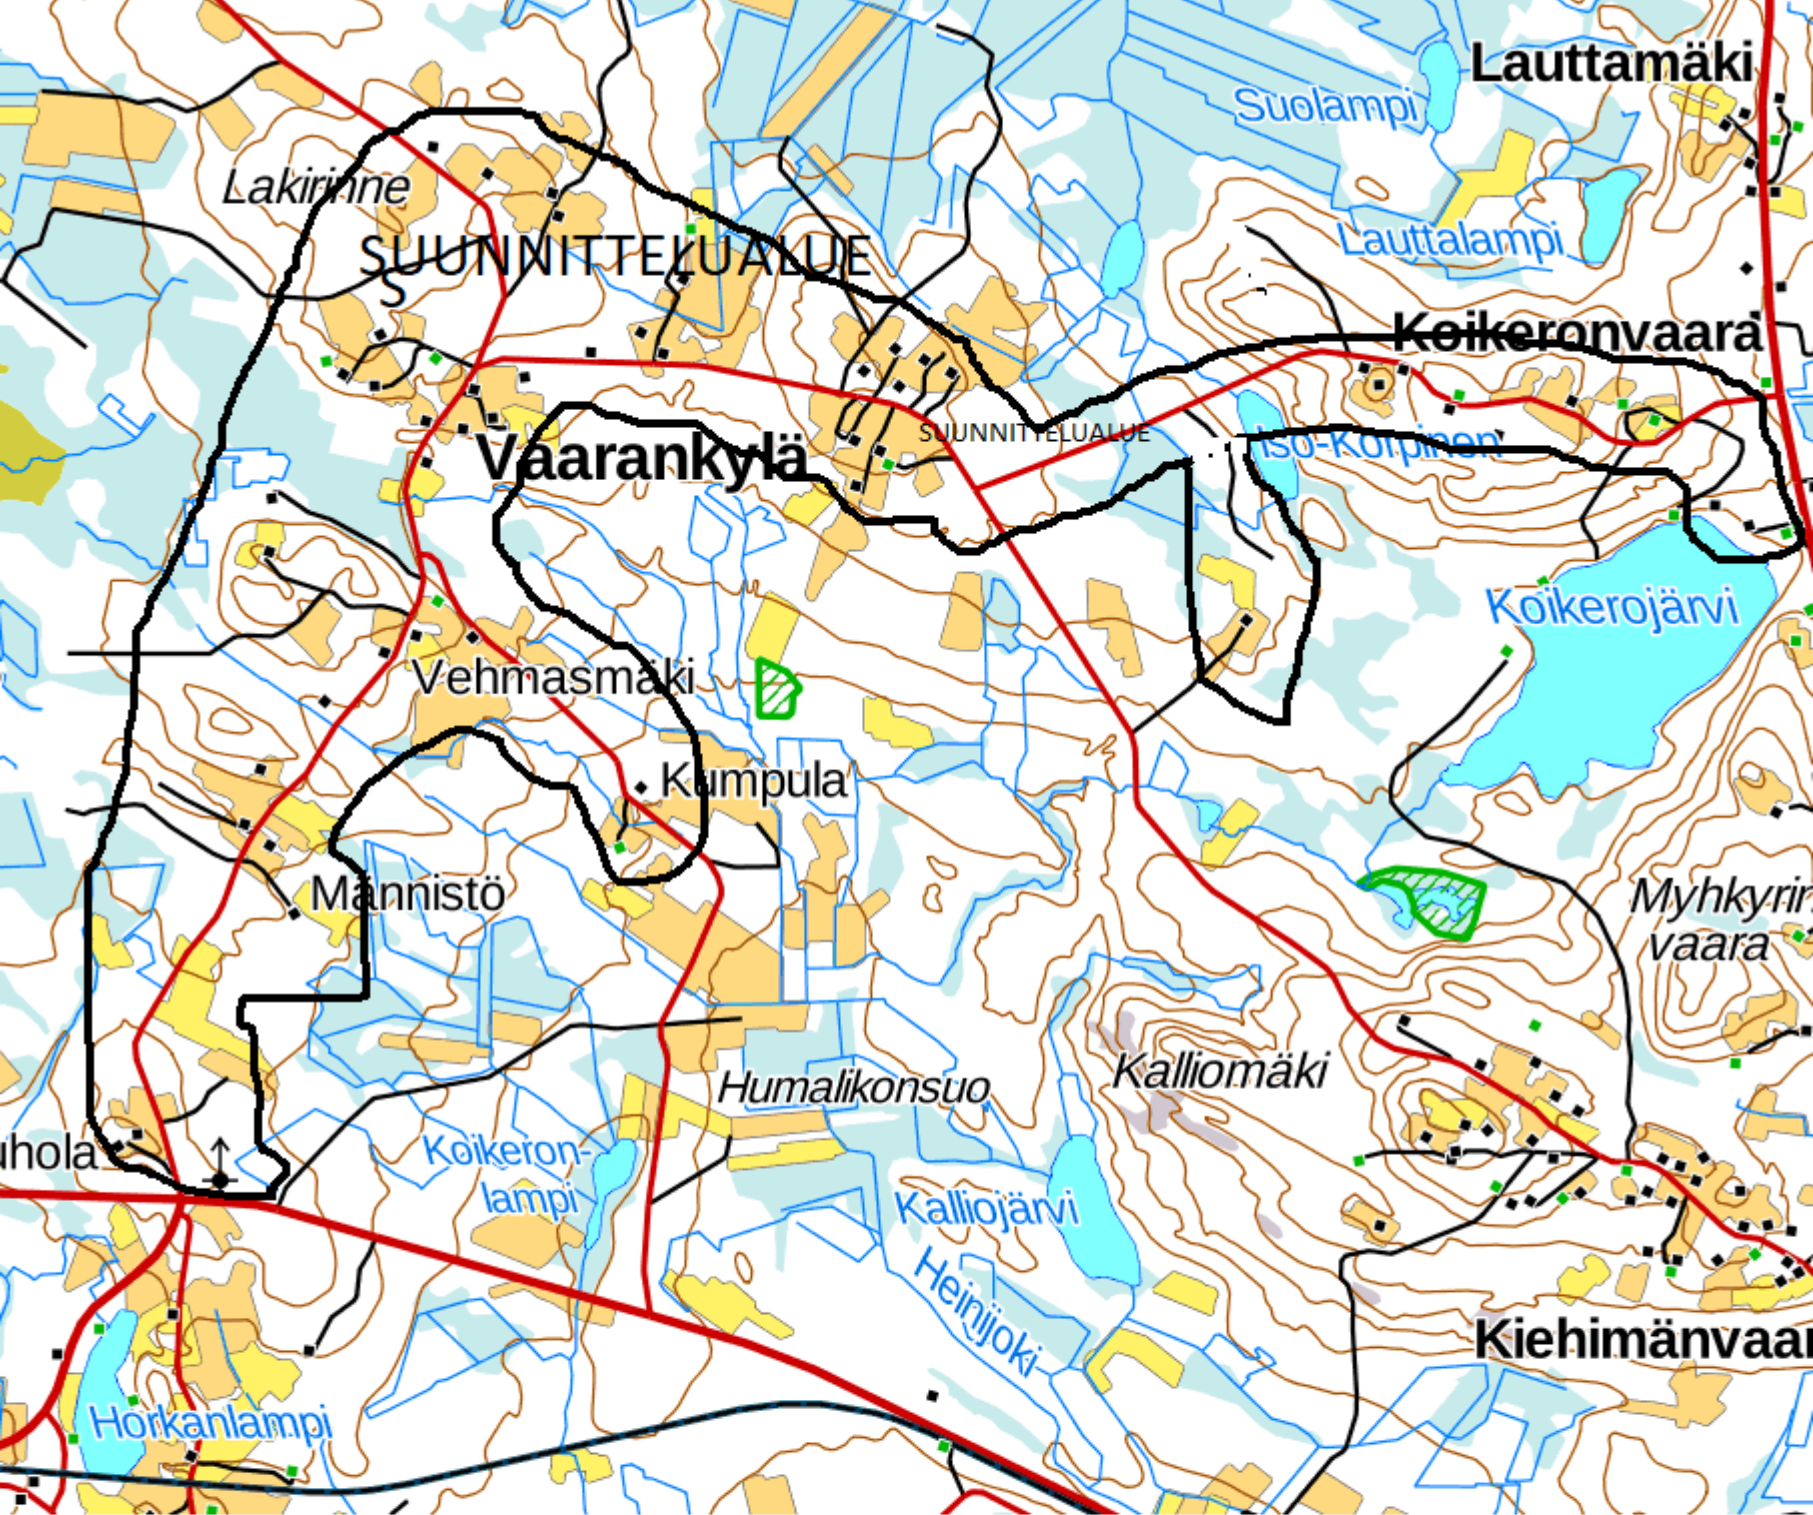 Lauttamäki
Suolampi
Lakirinne
Lauttalampi
SUUNNITTELUALUE
S
Koikeronvaara
SUUNNITTELUALUE
Iso-Korpinen
Vaarankylä
Koikerojärvi
Vehmasmäki
Kumpula
Männistö
Myhkyrin
vaara
Kalliomäki
Humalikonsuo
uhola
Koikeron-
lampi
Kalliojärvi
Heinijoki
Kiehimänvaar
Horkanlampi